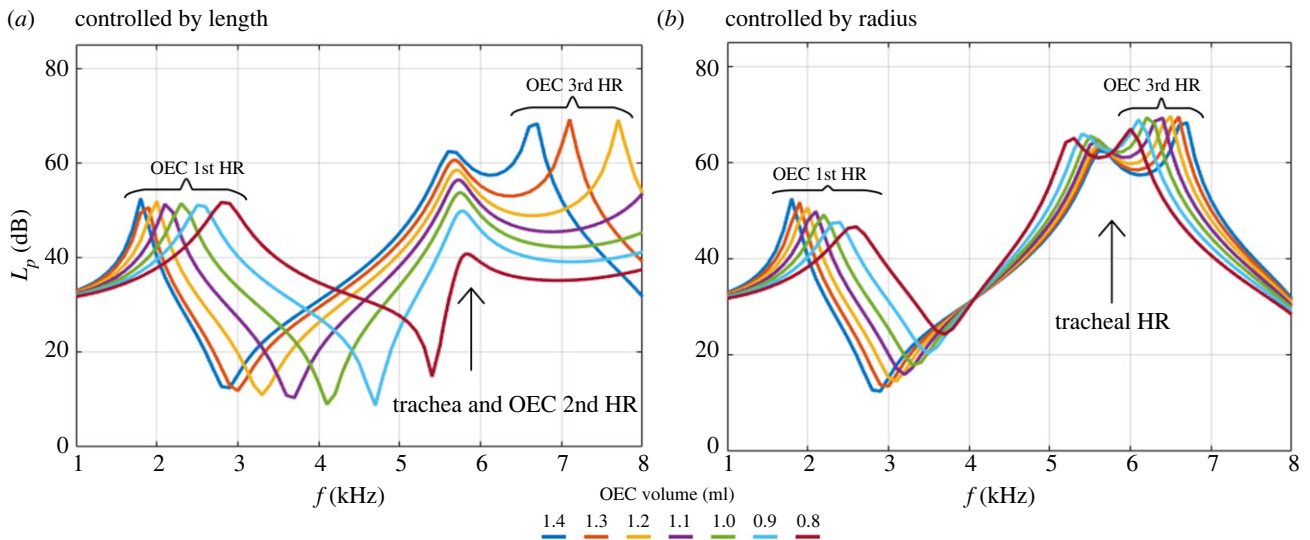 (a) controlled by length
(b) controlled by radius
80
60
40
20
0
L_p (dB)
OEC 1st HR
OEC 3rd HR
trachea and OEC 2nd HR
1 2 3 4 5 6 7 8
f (kHz)
80
60
40
20
0
OEC 1st HR
OEC 3rd HR
tracheal HR
1 2 3 4 5 6 7 8
f (kHz)
OEC volume (ml)
1.4 1.3 1.2 1.1 1.0 0.9 0.8